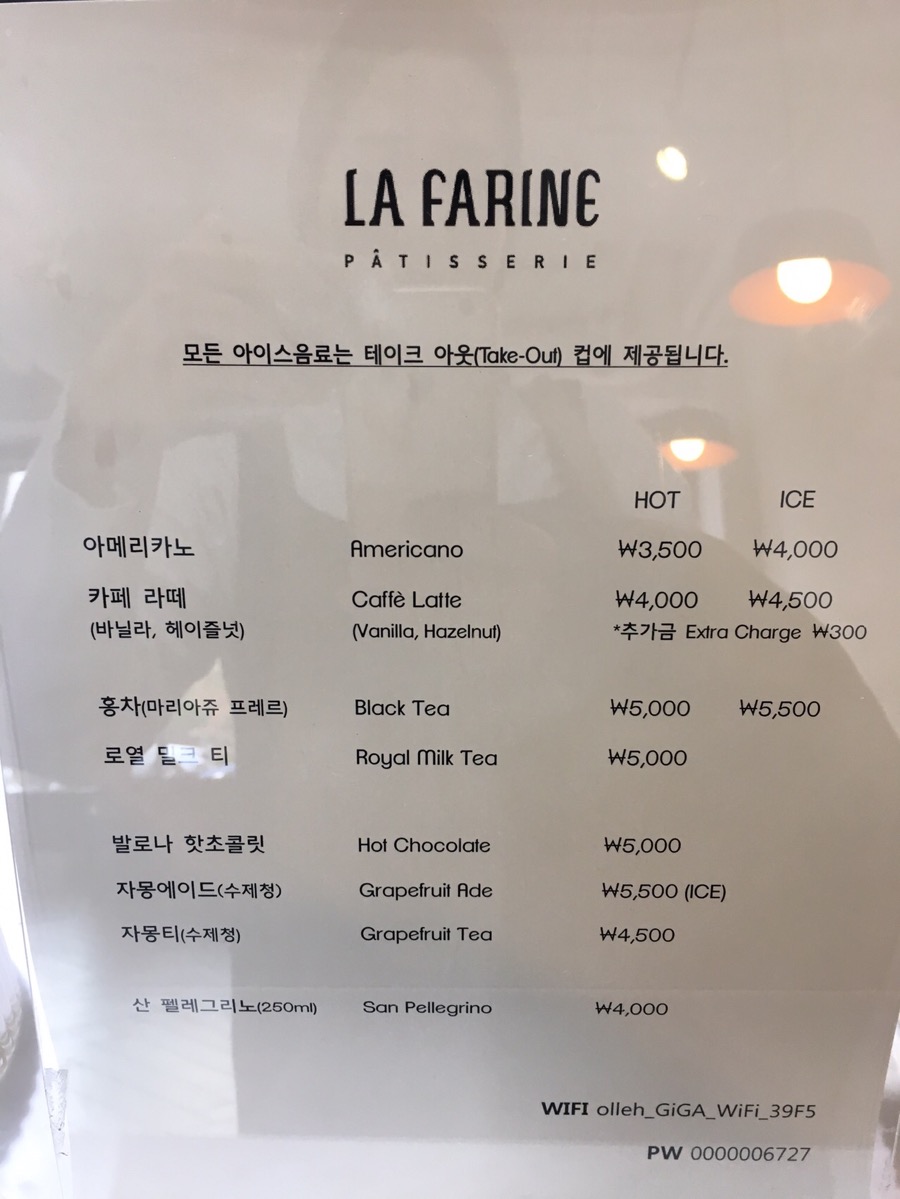 LA FARINE
PÂTISSERIE
모든 아이스음료는 테이크 아웃(Take-Out) 컵에 제공됩니다.
HOT ICE
아메리카노 Americano ₩3,500 ₩4,000
카페 라떼 Caffè Latte ₩4,000 ₩4,500
(바닐라, 헤이즐넛) (Vanilla, Hazelnut) *추가금 Extra Charge ₩300
홍차(마리아쥬 프레르) Black Tea ₩5,000 ₩5,500
로열 밀크 티 Royal Milk Tea ₩5,000
발로나 핫초콜릿 Hot Chocolate ₩5,000
자몽에이드(수제청) Grapefruit Ade ₩5,500 (ICE)
자몽티(수제청) Grapefruit Tea ₩4,500
산 펠레그리노(250ml) San Pellegrino ₩4,000
WIFI olleh_GiGA_WiFi_39F5
PW 0000006727